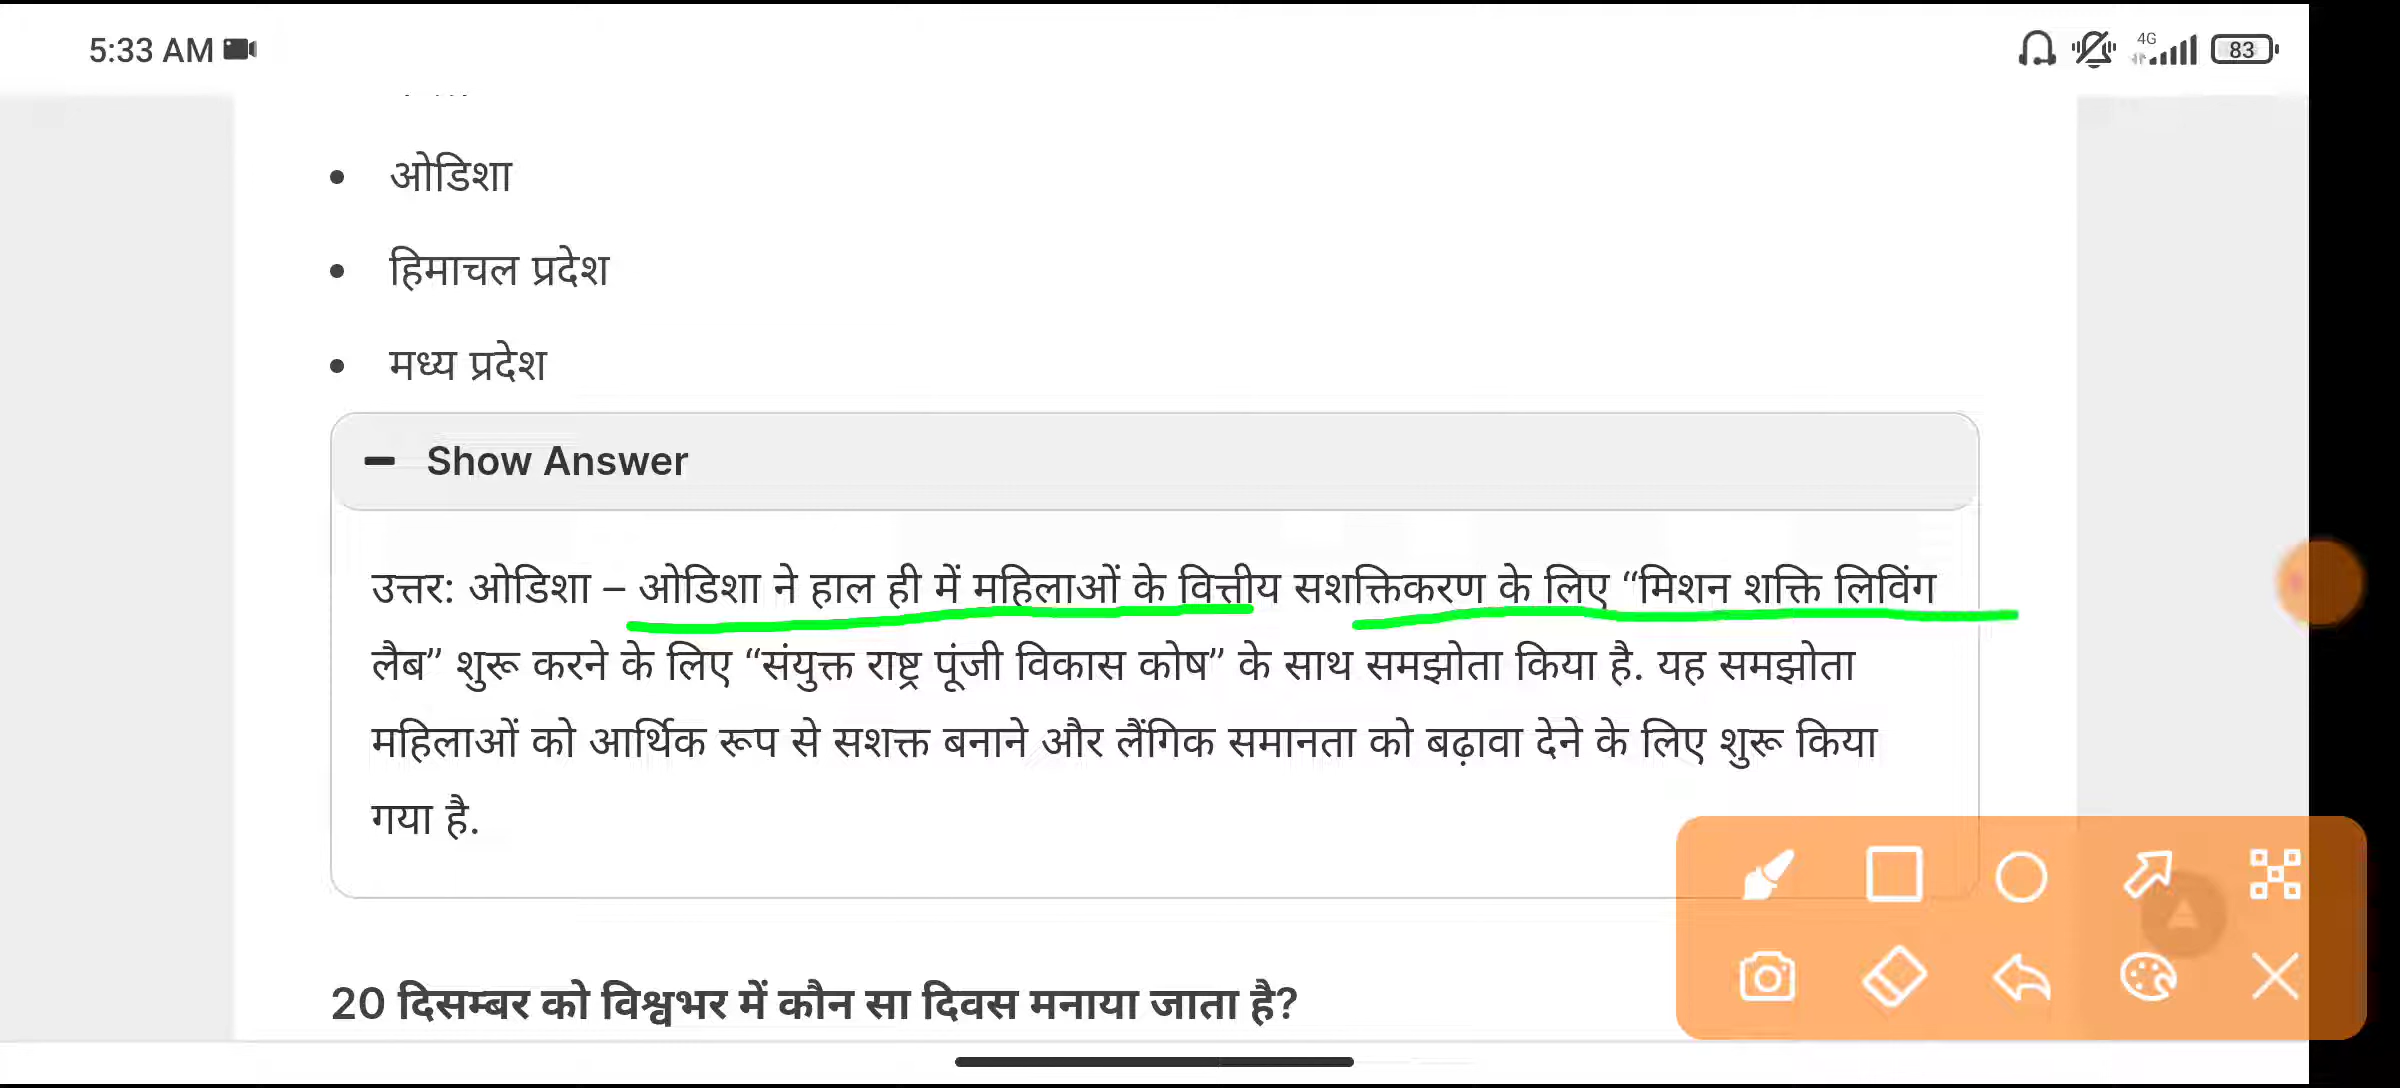 5:33 AM
4G
83
• ओडिशा
• हिमाचल प्रदेश
• मध्य प्रदेश
Show Answer
उत्तर: ओडिशा – ओडिशा ने हाल ही में महिलाओं के वित्तीय सशक्तिकरण के लिए “मिशन शक्ति लिविंग
लैब” शुरू करने के लिए “संयुक्त राष्ट्र पूंजी विकास कोष” के साथ समझोता किया है. यह समझोता
महिलाओं को आर्थिक रूप से सशक्त बनाने और लैंगिक समानता को बढ़ावा देने के लिए शुरू किया
गया है.
20 दिसम्बर को विश्वभर में कौन सा दिवस मनाया जाता है?